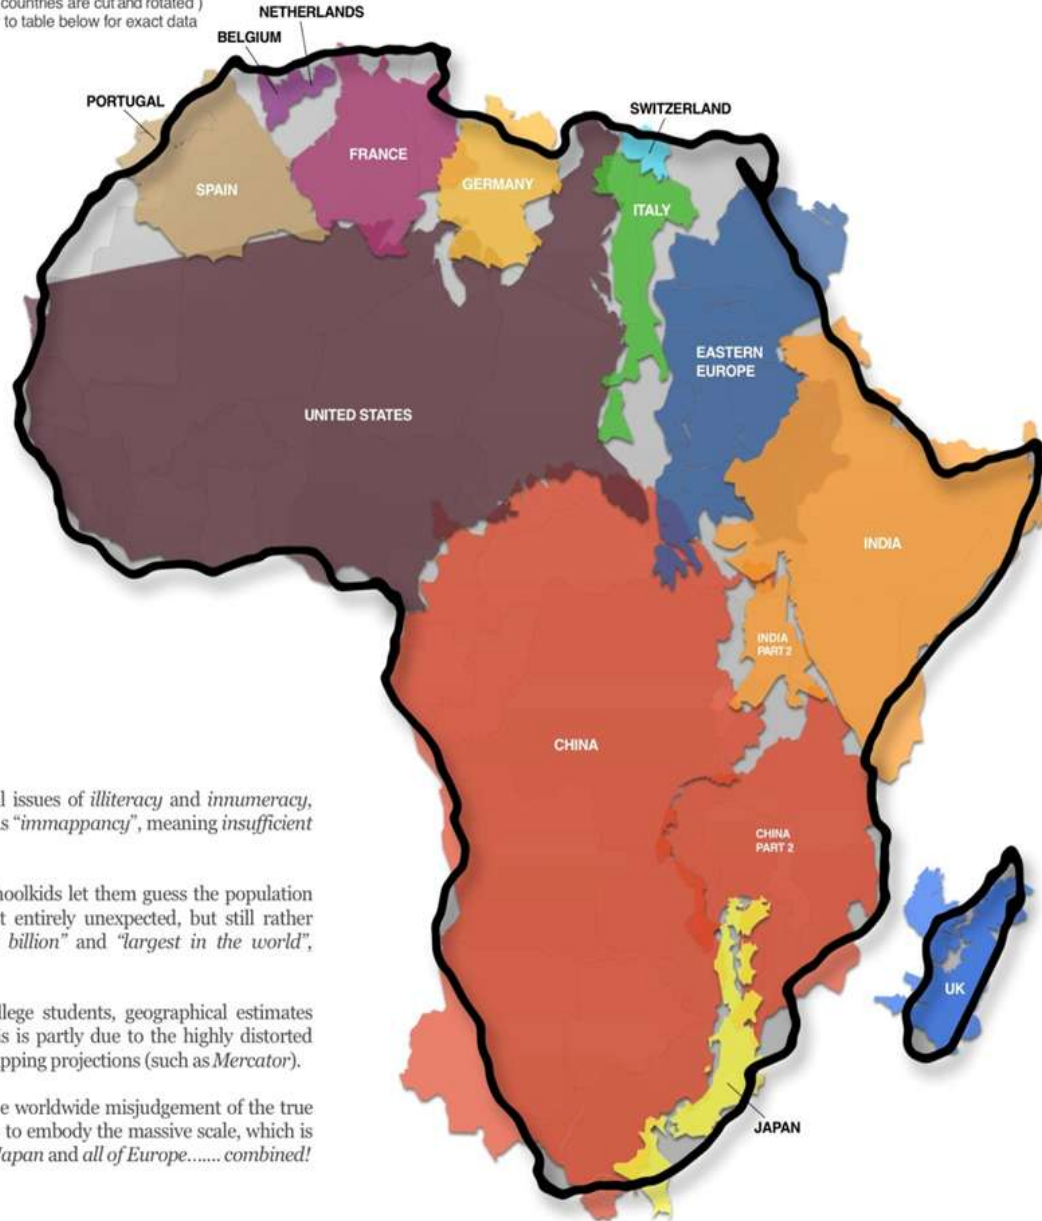 countries are cut and rotated )
to table below for exact data
NETHERLANDS
BELGIUM
PORTUGAL
SWITZERLAND
FRANCE
SPAIN
GERMANY
ITALY
EASTERN
EUROPE
UNITED STATES
INDIA
INDIA
PART 2
CHINA
l issues of illiteracy and innumeracy,
s “immappancy”, meaning insufficient
CHINA
PART 2
hoolkids let them guess the population
t entirely unexpected, but still rather
billion” and “largest in the world”,
UK
llege students, geographical estimates
is is partly due to the highly distorted
pping projections (such as Mercator).
e worldwide misjudgement of the true
to embody the massive scale, which is
Japan and all of Europe....... combined!
JAPAN